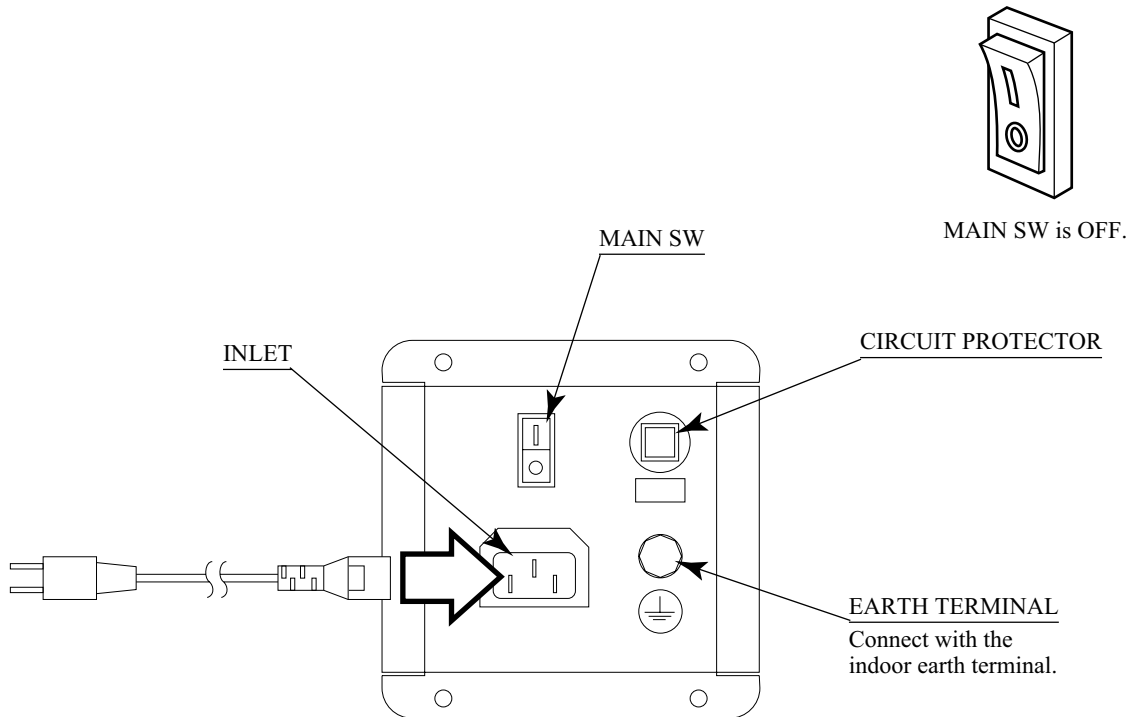 MAIN SW is OFF.
MAIN SW
INLET
CIRCUIT PROTECTOR
EARTH TERMINAL
Connect with the
indoor earth terminal.